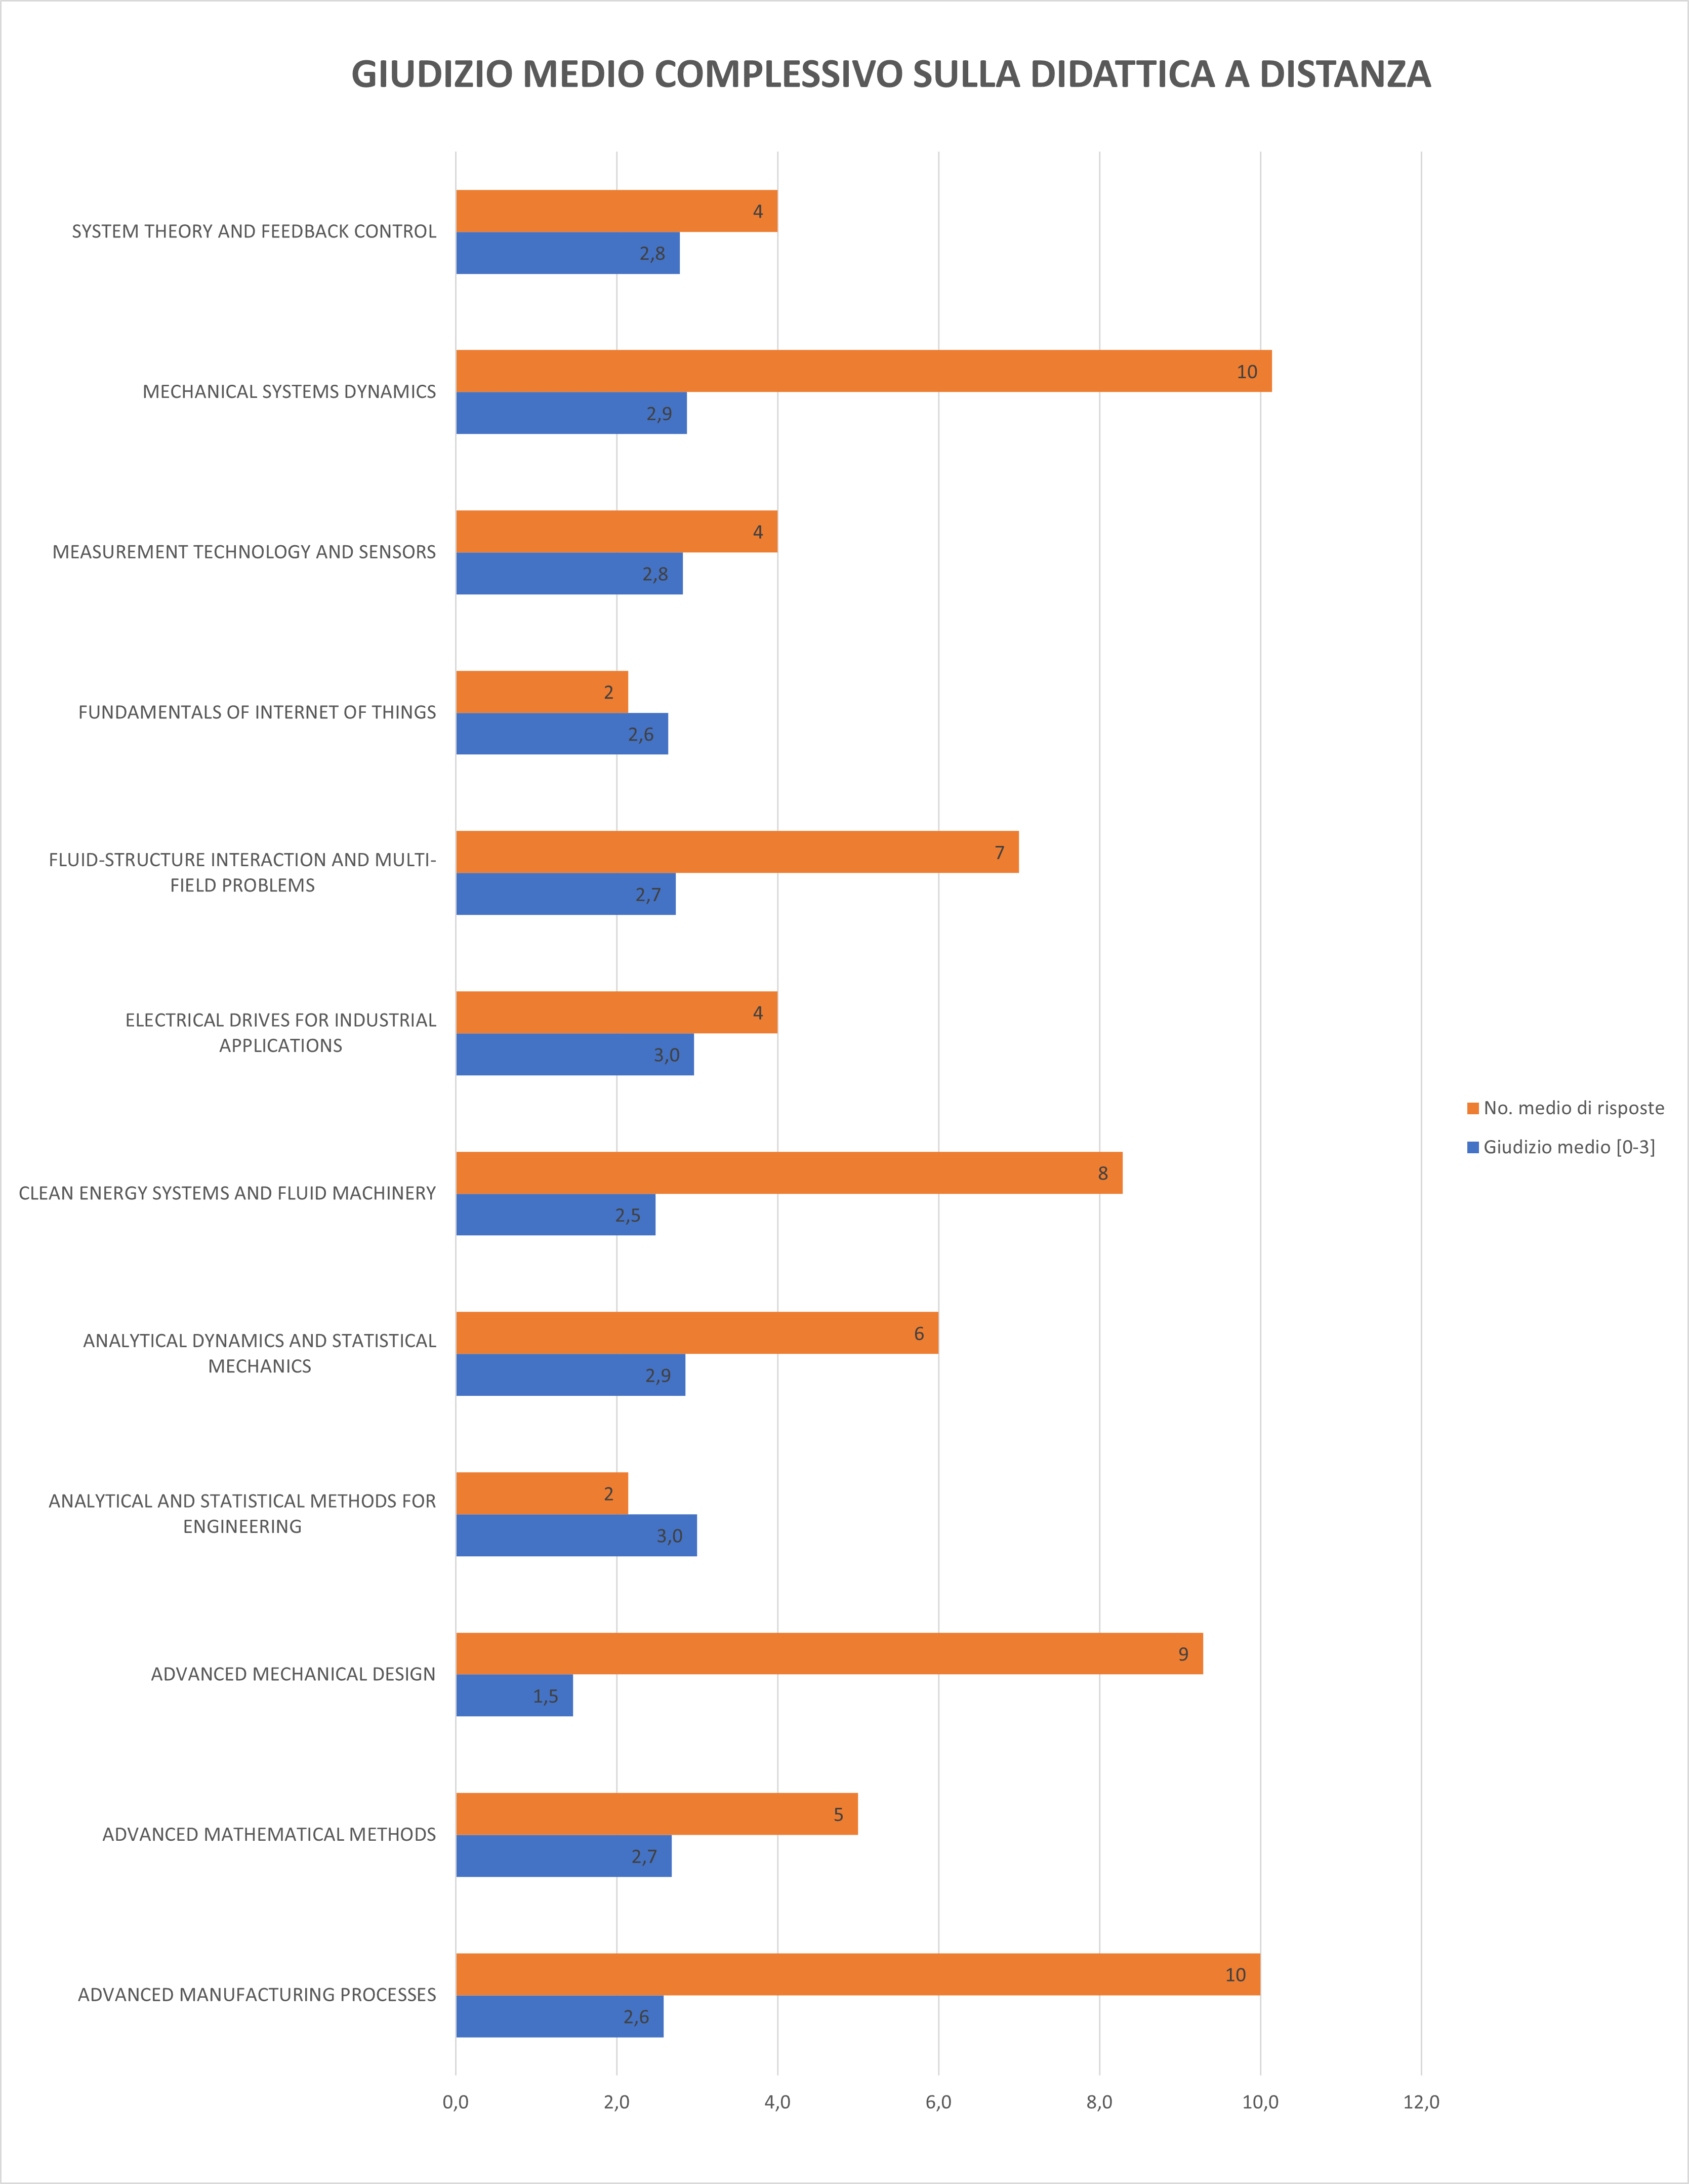 GIUDIZIO MEDIO COMPLESSIVO SULLA DIDATTICA A DISTANZA
SYSTEM THEORY AND FEEDBACK CONTROL
4
2,8
MECHANICAL SYSTEMS DYNAMICS
10
2,9
MEASUREMENT TECHNOLOGY AND SENSORS
4
2,8
FUNDAMENTALS OF INTERNET OF THINGS
2
2,6
FLUID-STRUCTURE INTERACTION AND MULTI-
FIELD PROBLEMS
7
2,7
ELECTRICAL DRIVES FOR INDUSTRIAL
APPLICATIONS
4
3,0
CLEAN ENERGY SYSTEMS AND FLUID MACHINERY
8
2,5
ANALYTICAL DYNAMICS AND STATISTICAL
MECHANICS
6
2,9
ANALYTICAL AND STATISTICAL METHODS FOR
ENGINEERING
2
3,0
ADVANCED MECHANICAL DESIGN
9
1,5
ADVANCED MATHEMATICAL METHODS
5
2,7
ADVANCED MANUFACTURING PROCESSES
10
2,6
0,0 2,0 4,0 6,0 8,0 10,0 12,0
No. medio di risposte
Giudizio medio [0-3]